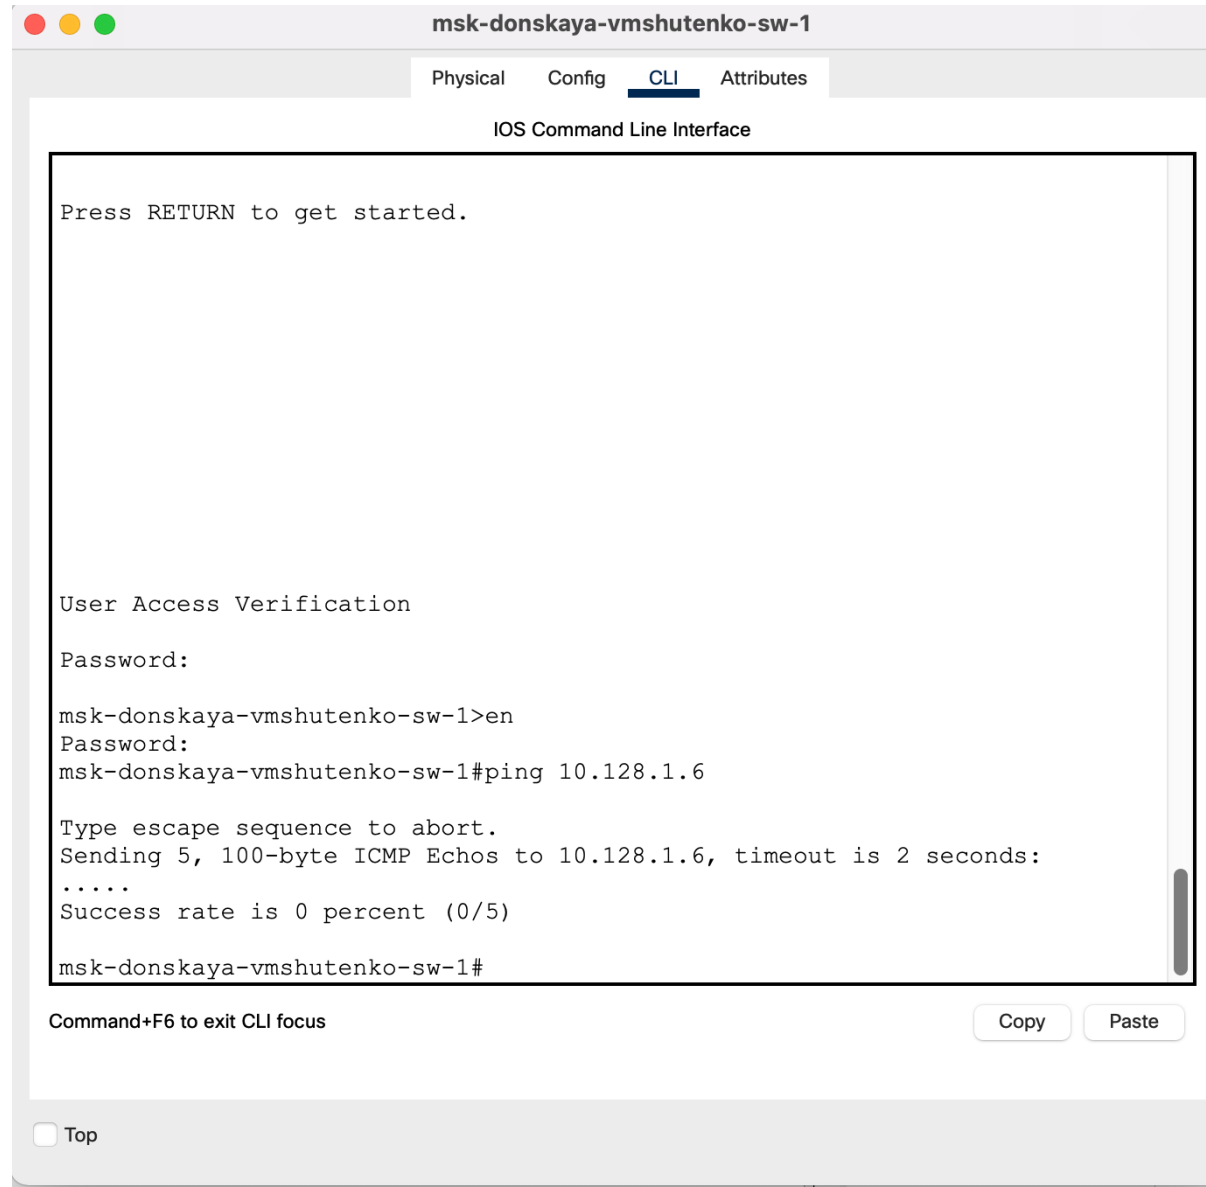 msk-donskaya-vmshutenko-sw-1
Physical Config CLI Attributes
IOS Command Line Interface
Press RETURN to get started.
User Access Verification
Password:
msk-donskaya-vmshutenko-sw-1>en
Password:
msk-donskaya-vmshutenko-sw-1#ping 10.128.1.6
Type escape sequence to abort.
Sending 5, 100-byte ICMP Echos to 10.128.1.6, timeout is 2 seconds:
.....
Success rate is 0 percent (0/5)
msk-donskaya-vmshutenko-sw-1#
Command+F6 to exit CLI focus
Copy Paste
Top